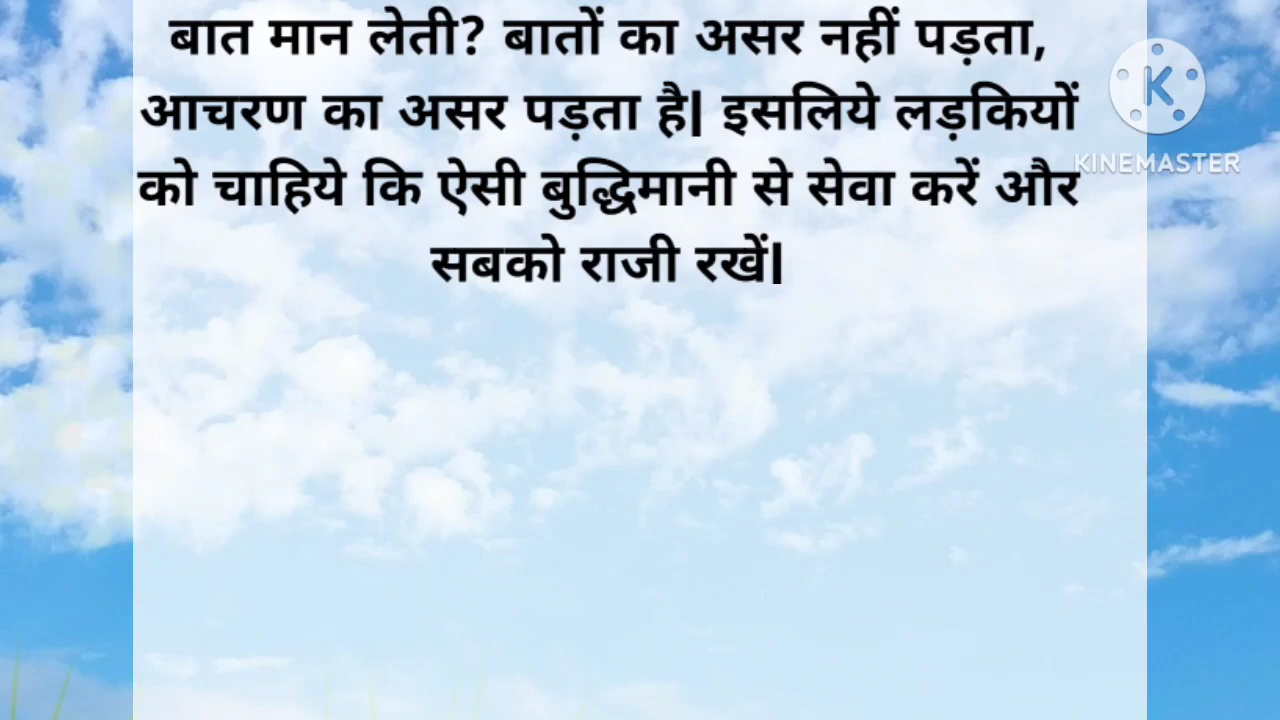 बात मान लेती? बातों का असर नहीं पड़ता,
आचरण का असर पड़ता है| इसलिये लड़कियों
को चाहिये कि ऐसी बुद्धिमानी से सेवा करें और
सबको राजी रखें|
K
KINEMASTER